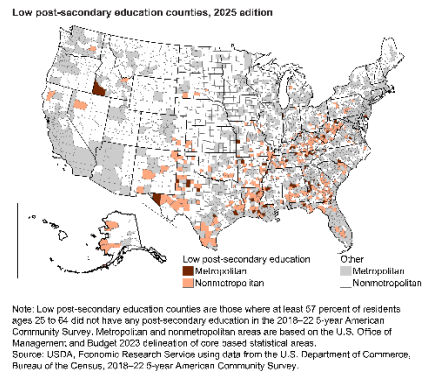 Low post-secondary education counties, 2025 edition
Low post-secondary education
Metropolitan
Nonmetropolitan
Other
Metropolitan
Nonmetropolitan
Note: Low post-secondary education counties are those where at least 57 percent of residents
ages 25 to 64 did not have any post-secondary education in the 2018–22 5-year American
Community Survey. Metropolitan and nonmetropolitan areas are based on the U.S. Office of
Management and Budget 2023 delineation of core based statistical areas.
Source: USDA, Economic Research Service using data from the U.S. Department of Commerce,
Bureau of the Census, 2018–22 5-year American Community Survey.